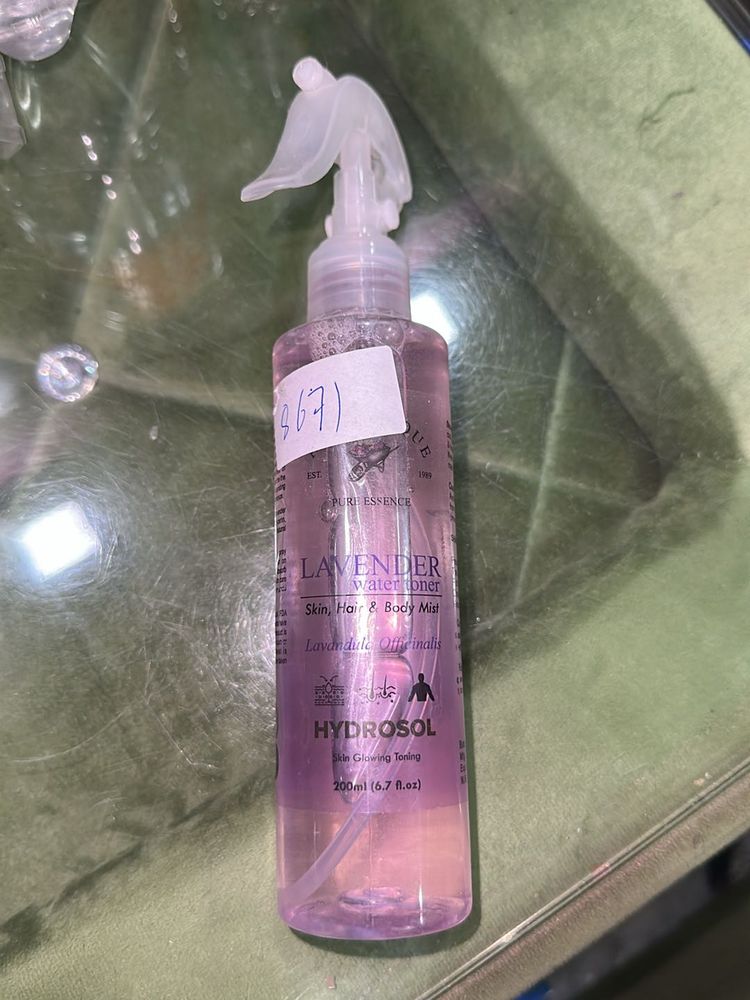 8671
EST. 1989
PURE ESSENCE
LAVENDER
water toner
Skin, Hair & Body Mist
Lavandula Officinalis
HYDROSOL
Skin Glowing Toning
200ml (6.7 fl.oz)